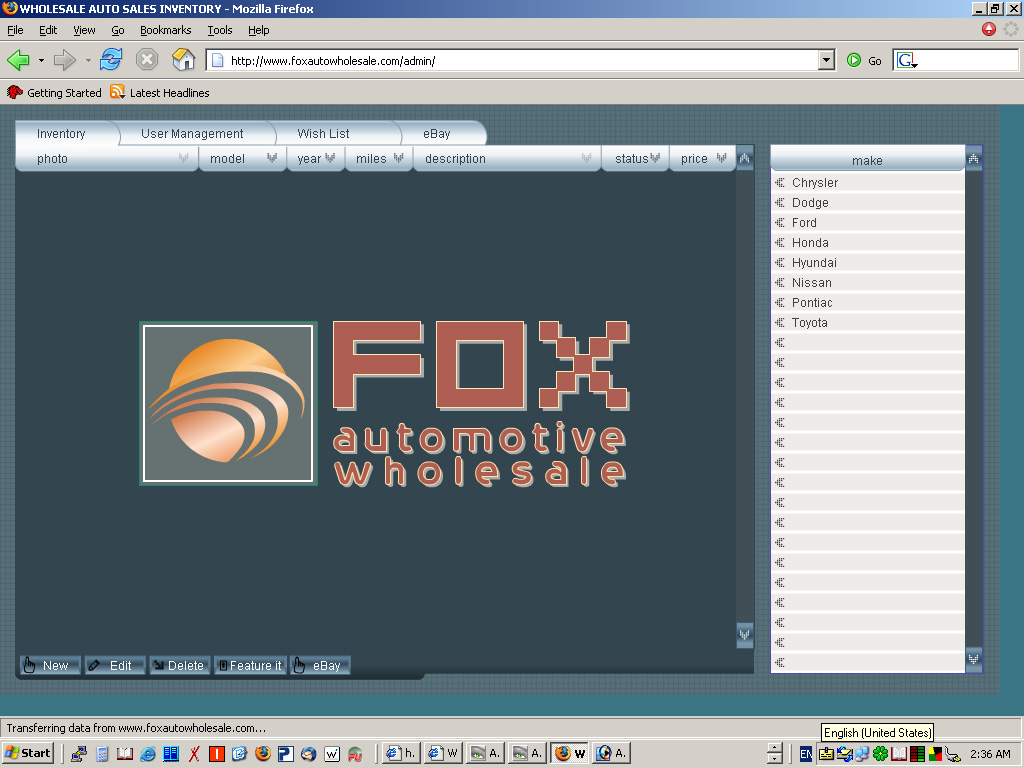 WHOLESALE AUTO SALES INVENTORY - Mozilla Firefox
File Edit View Go Bookmarks Tools Help
http://www.foxautowholesale.com/admin/ Go G
Getting Started Latest Headlines
Inventory User Management Wish List eBay
photo model year miles description status price make
Chrysler
Dodge
Ford
Honda
Hyundai
Nissan
Pontiac
Toyota
FOX
automotive
wholesale
New Edit Delete Feature it eBay
Transferring data from www.foxautowholesale.com...
English (United States)
Start h. W A. A. W A. EN 2:36 AM